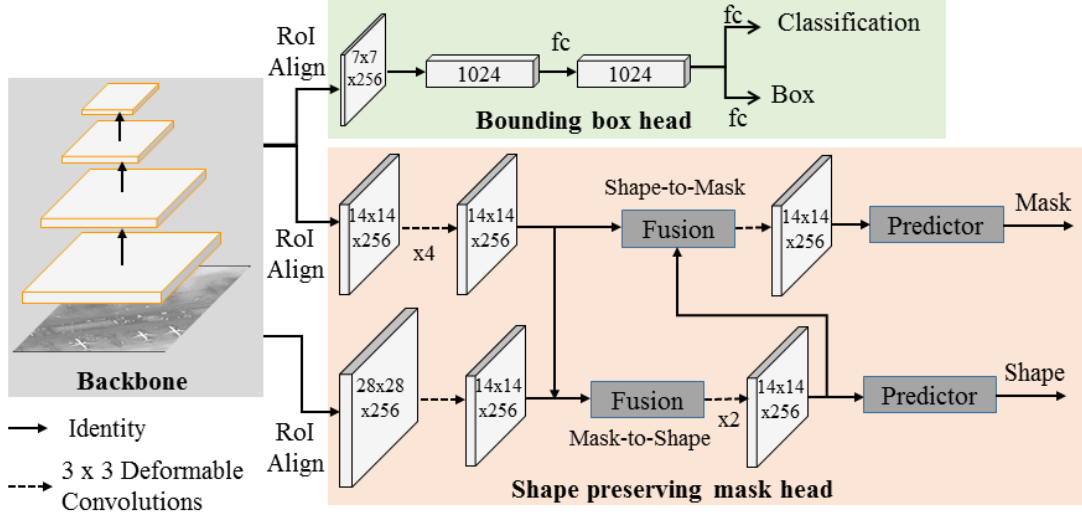 RoI
Align
7x7
x256
1024
fc
1024
Classification
fc
Box
fc
Bounding box head
Backbone
RoI
Align
14x14
x256
x4
14x14
x256
Shape-to-Mask
Fusion
14x14
x256
Predictor
Mask
RoI
Align
28x28
x256
14x14
x256
Fusion
Mask-to-Shape
x2
14x14
x256
Predictor
Shape
Shape preserving mask head
Identity
3 x 3 Deformable
Convolutions